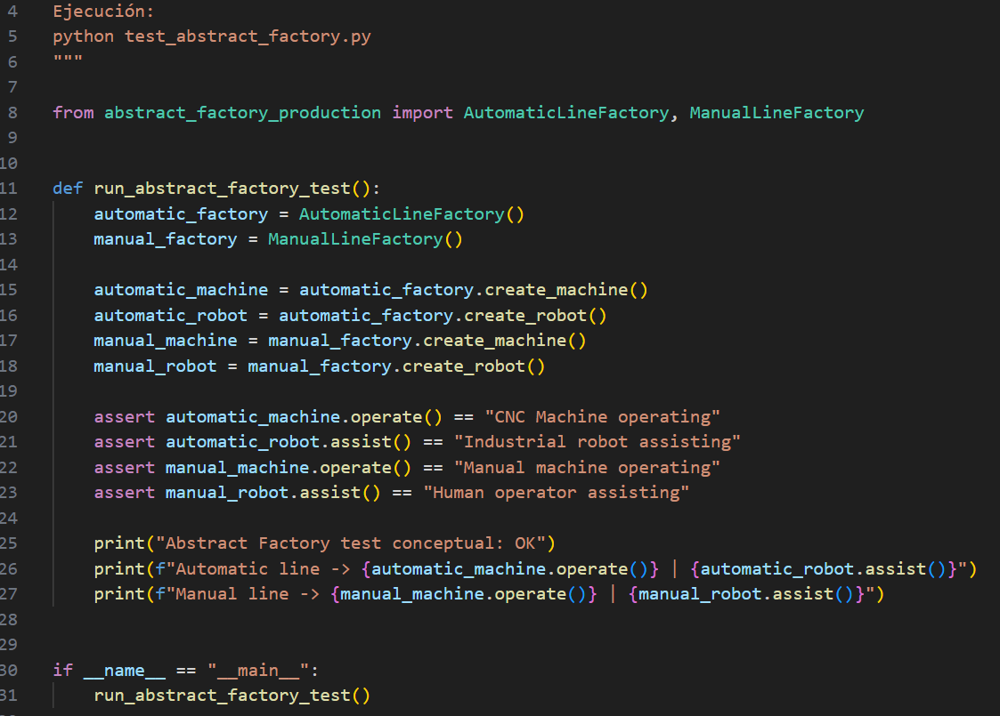 4 Ejecución:
5 python test_abstract_factory.py
6 """
7
8 from abstract_factory_production import AutomaticLineFactory, ManualLineFactory
9
10
11 def run_abstract_factory_test():
12     automatic_factory = AutomaticLineFactory()
13     manual_factory = ManualLineFactory()
14
15     automatic_machine = automatic_factory.create_machine()
16     automatic_robot = automatic_factory.create_robot()
17     manual_machine = manual_factory.create_machine()
18     manual_robot = manual_factory.create_robot()
19
20     assert automatic_machine.operate() == "CNC Machine operating"
21     assert automatic_robot.assist() == "Industrial robot assisting"
22     assert manual_machine.operate() == "Manual machine operating"
23     assert manual_robot.assist() == "Human operator assisting"
24
25     print("Abstract Factory test conceptual: OK")
26     print(f"Automatic line -> {automatic_machine.operate()} | {automatic_robot.assist()}")
27     print(f"Manual line -> {manual_machine.operate()} | {manual_robot.assist()}")
28
29
30 if __name__ == "__main__":
31     run_abstract_factory_test()